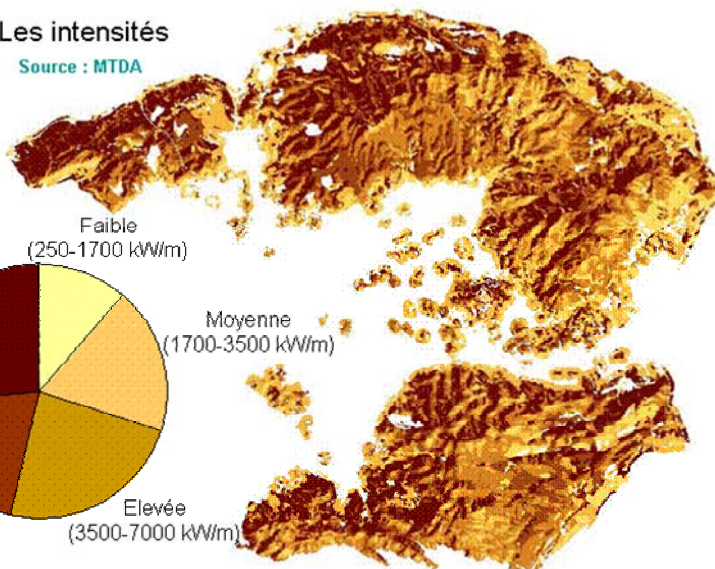 Les intensités
Source : MTDA
Faible
(250-1700 kW/m)
Moyenne
(1700-3500 kW/m)
Elevée
(3500-7000 kW/m)